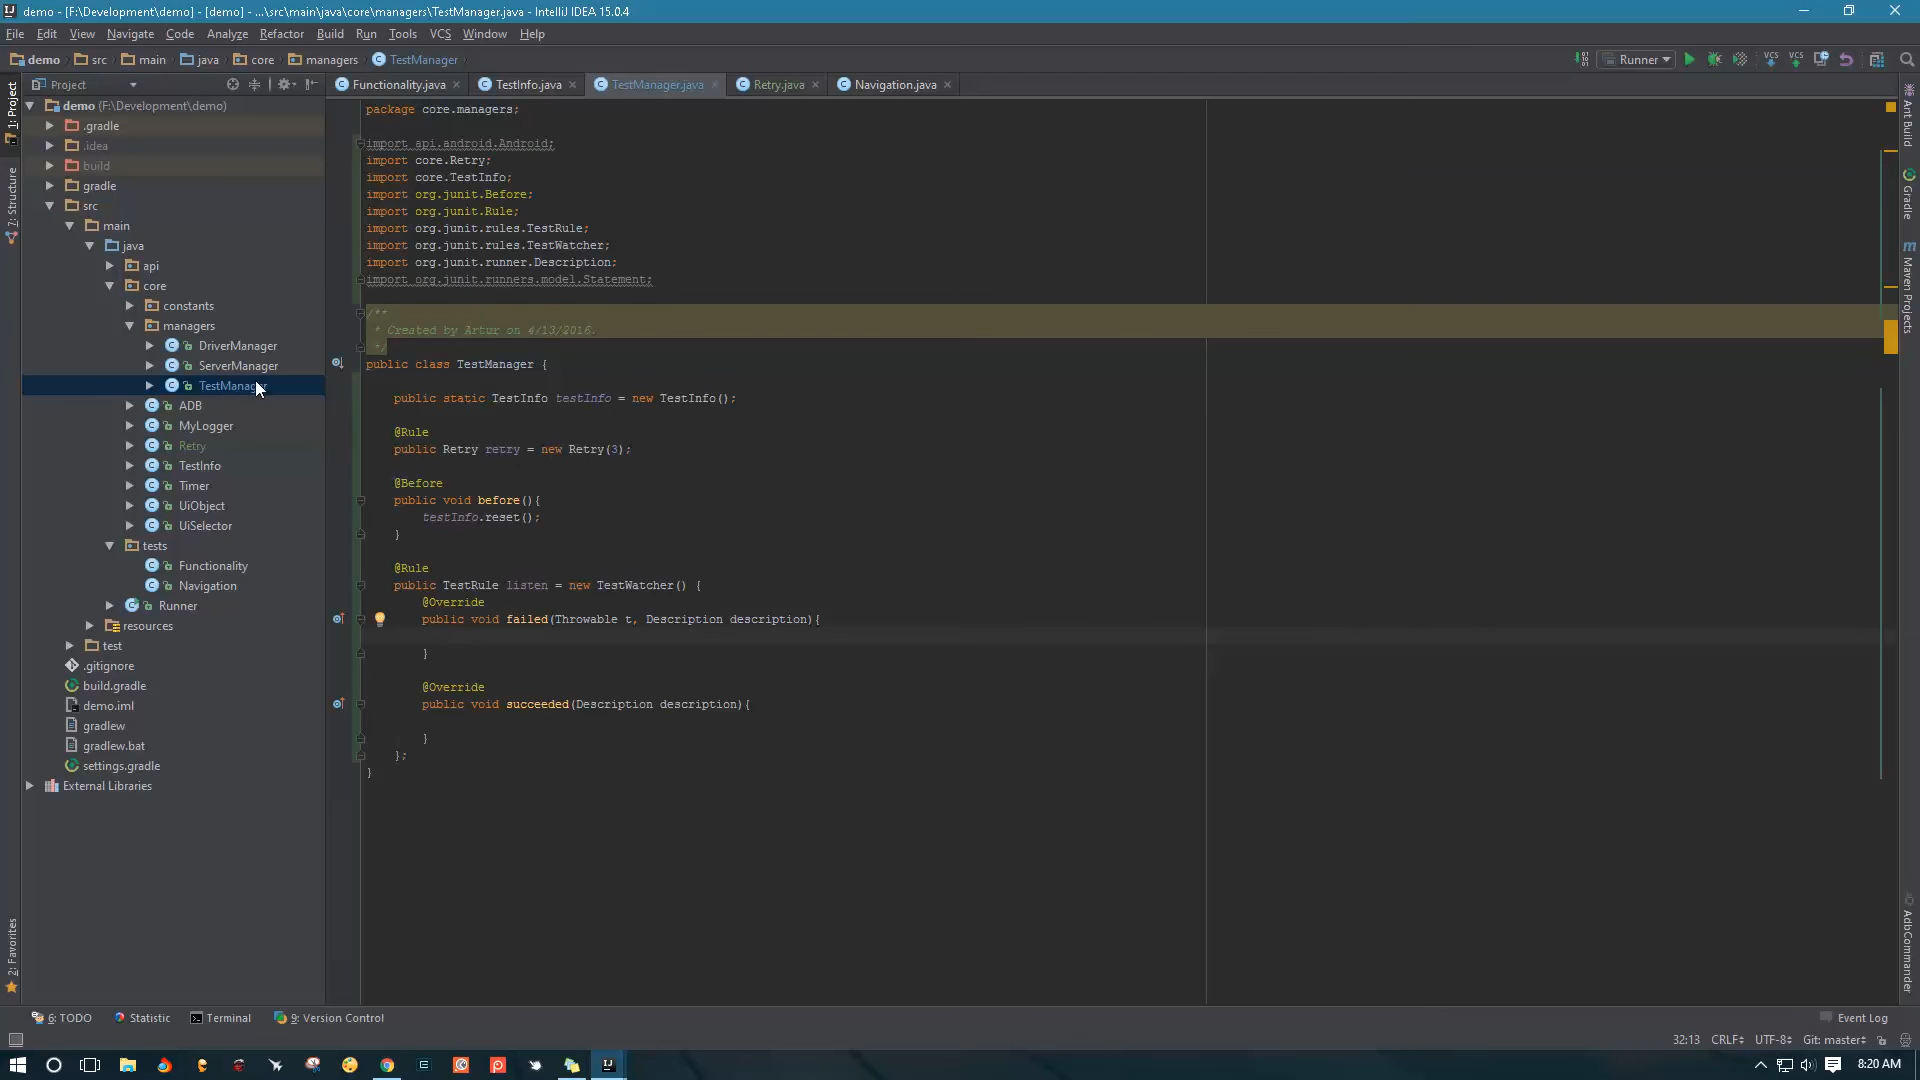 demo - [F:\Development\demo] - [demo] - ...\src\main\java\core\managers\TestManager.java - IntelliJ IDEA 15.0.4
File Edit View Navigate Code Analyze Refactor Build Run Tools VCS Window Help
demo src main java core managers TestManager
Runner
Project
Functionality.java TestInfo.java TestManager.java Retry.java Navigation.java
1: Project
7: Structure
2: Favorites
demo (F:\Development\demo)
.gradle
.idea
build
gradle
src
main
java
api
core
constants
managers
DriverManager
ServerManager
TestManager
ADB
MyLogger
Retry
TestInfo
Timer
UiObject
UiSelector
tests
Functionality
Navigation
Runner
resources
test
.gitignore
build.gradle
demo.iml
gradlew
gradlew.bat
settings.gradle
External Libraries
package core.managers;
import api.android.Android;
import core.Retry;
import core.TestInfo;
import org.junit.Before;
import org.junit.Rule;
import org.junit.rules.TestRule;
import org.junit.rules.TestWatcher;
import org.junit.runner.Description;
import org.junit.runners.model.Statement;
/**
* Created by Artur on 4/13/2016.
*/
public class TestManager {
public static TestInfo testInfo = new TestInfo();
@Rule
public Retry retry = new Retry(3);
@Before
public void before(){
testInfo.reset();
}
@Rule
public TestRule listen = new TestWatcher() {
@Override
public void failed(Throwable t, Description description){
}
@Override
public void succeeded(Description description){
}
};
}
Ant Build
Gradle
Maven Projects
AdbCommander
6: TODO Statistic Terminal 9: Version Control Event Log
32:13 CRLF UTF-8 Git: master
8:20 AM